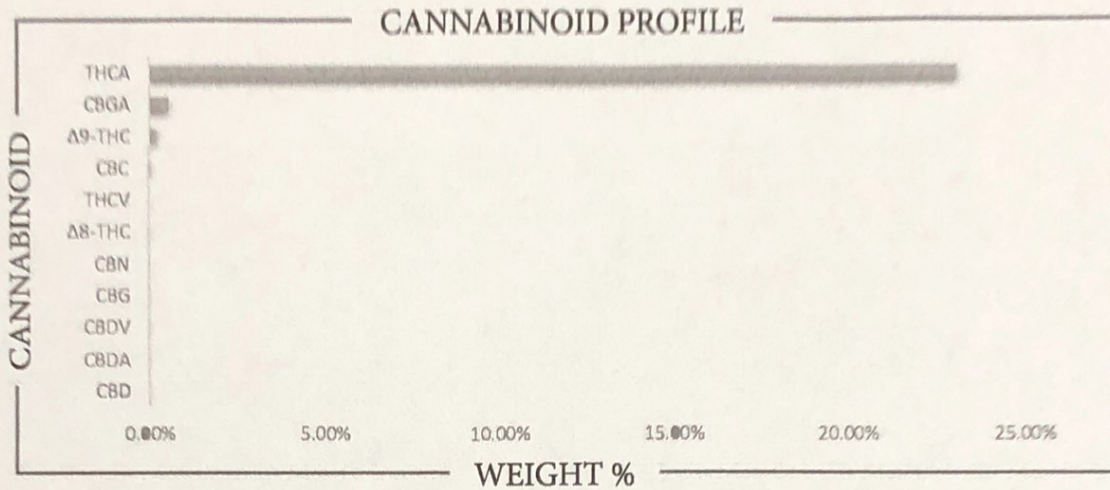 CANNABINOID PROFILE
CANNABINOID
THCA
CBGA
Δ9-THC
CBC
THCV
Δ8-THC
CBN
CBG
CBDV
CBDA
CBD
0.00% 5.00% 10.00% 15.00% 20.00% 25.00%
WEIGHT %